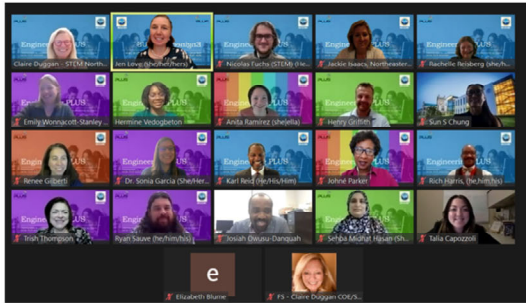 Claire Duggan - STEM North...
Jen Love (she/her/hers)
Nicolas Fuchs (STEM) (He...
Jackie Isaacs, Northeaster...
Rachelle Reisberg (she/h...
Emily Wonnacott-Stanley
Hermine Vedogbeton
Anita Ramirez (she|ella)
Henry Griffith
Sun S Chung
Renee Gilberti
Dr. Sonia Garcia (She/Her...
Karl Reid (He/His/Him)
Johné Parker
Rich Harris, (he,him,his)
Trish Thompson
Ryan Sauve (he/him/his)
Josiah Owusu-Danquah
Sehba Midhat Hasan (Sh...
Talia Capozzoli
e
Elizabeth Blume
FS - Claire Duggan COE/S...